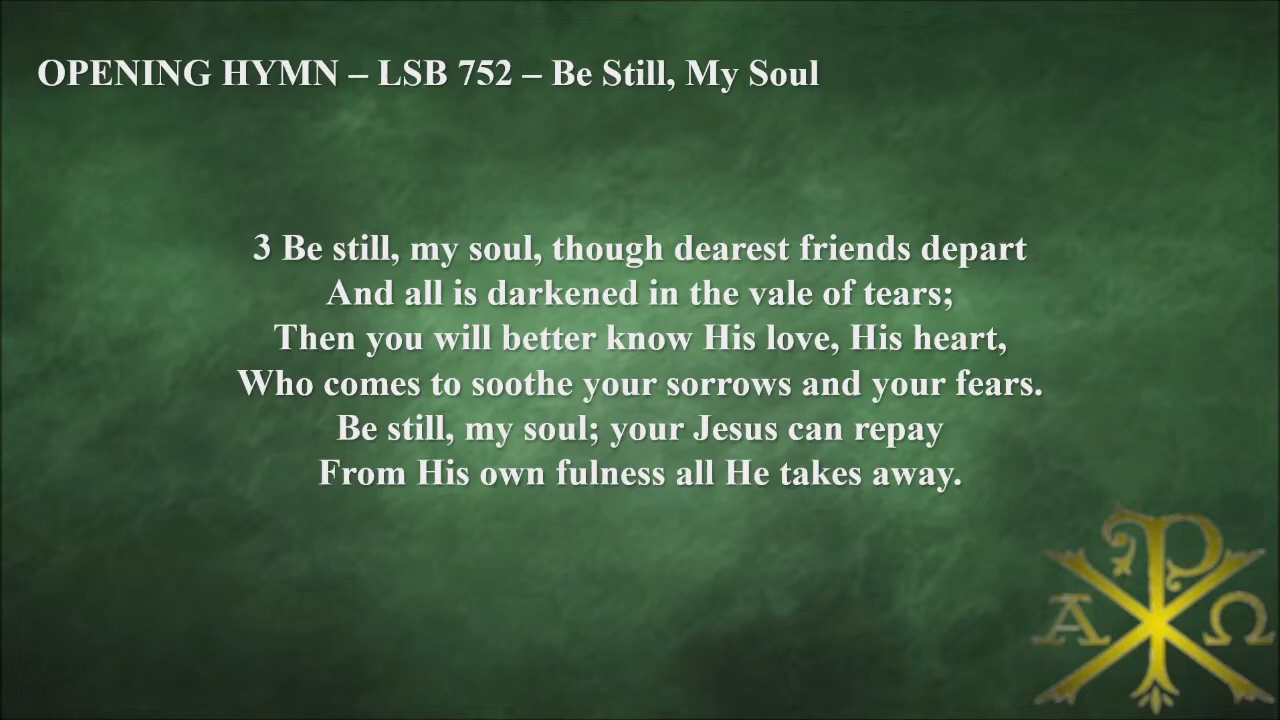 OPENING HYMN – LSB 752 – Be Still, My Soul
3 Be still, my soul, though dearest friends depart
And all is darkened in the vale of tears;
Then you will better know His love, His heart,
Who comes to soothe your sorrows and your fears.
Be still, my soul; your Jesus can repay
From His own fulness all He takes away.
Α Ω